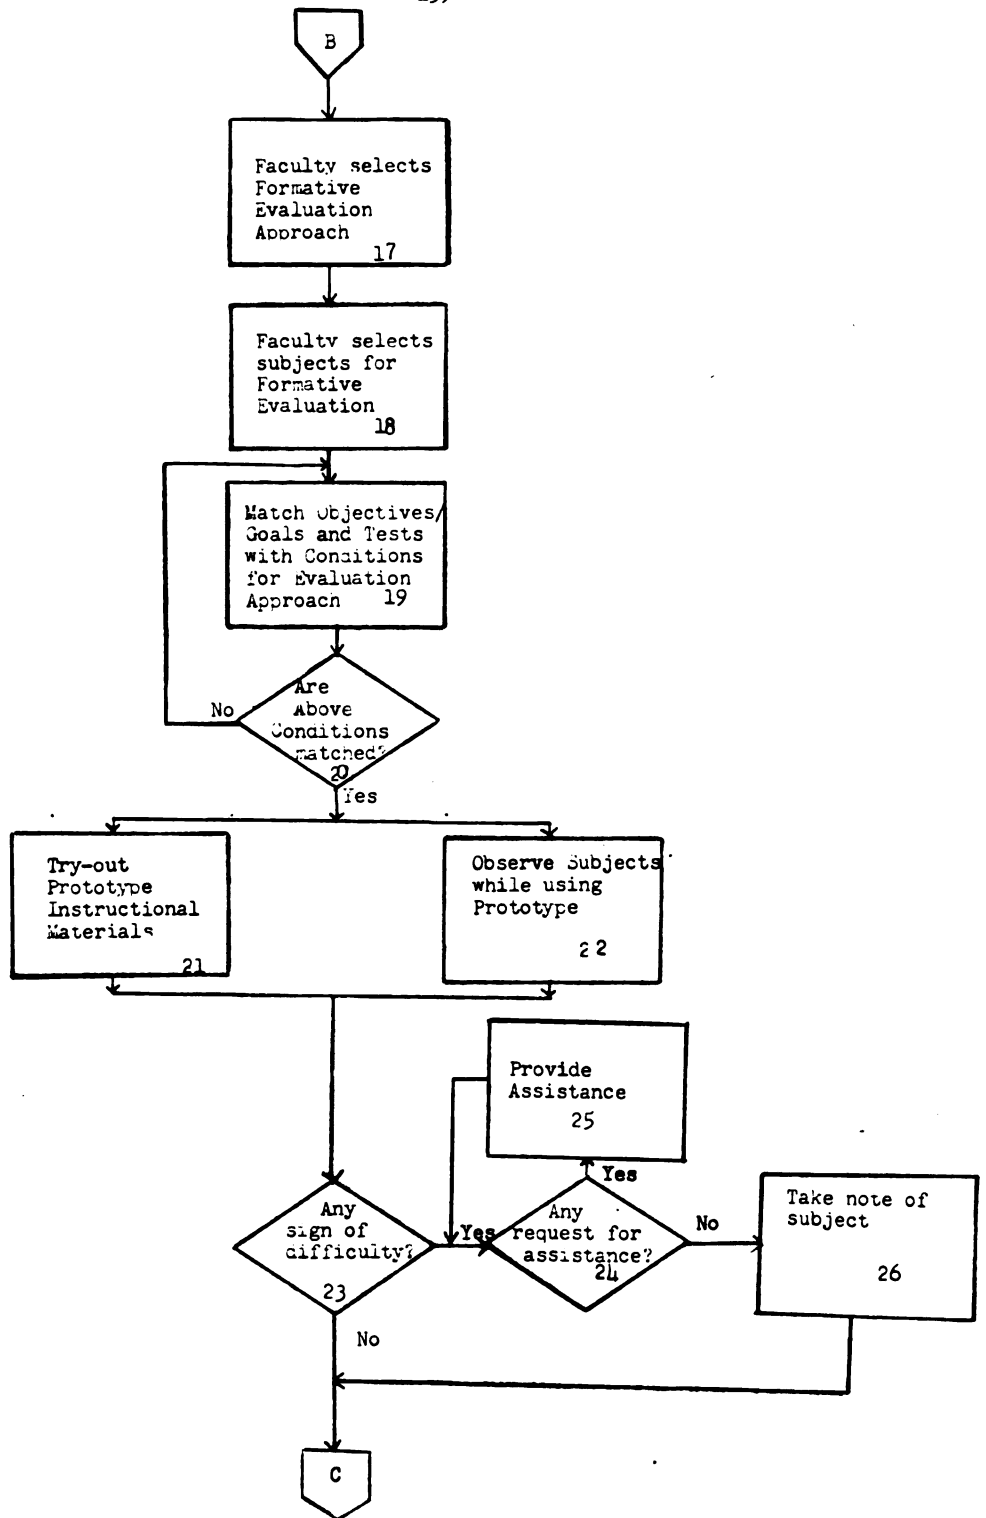 B
Faculty selects
Formative
Evaluation
Approach
17
Faculty selects
subjects for
Formative
Evaluation
18
Match Objectives/
Goals and Tests
with Conditions
for Evaluation
Approach 19
Are
Above
Conditions
matched?
20
No
Yes
Try-out
Prototype
Instructional
Materials
21
Observe Subjects
while using
Prototype
22
Provide
Assistance
25
Yes
Any
sign of
difficulty?
23
Yes
Any
request for
assistance?
24
No
Take note of
subject
26
No
C